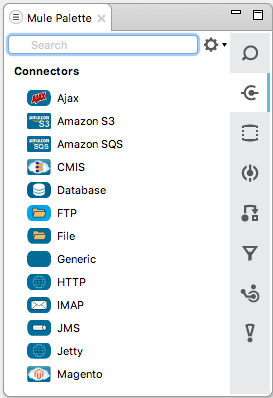 Mule Palette
Search
Connectors
Ajax
Amazon S3
Amazon SQS
CMIS
Database
FTP
File
Generic
HTTP
IMAP
JMS
Jetty
Magento